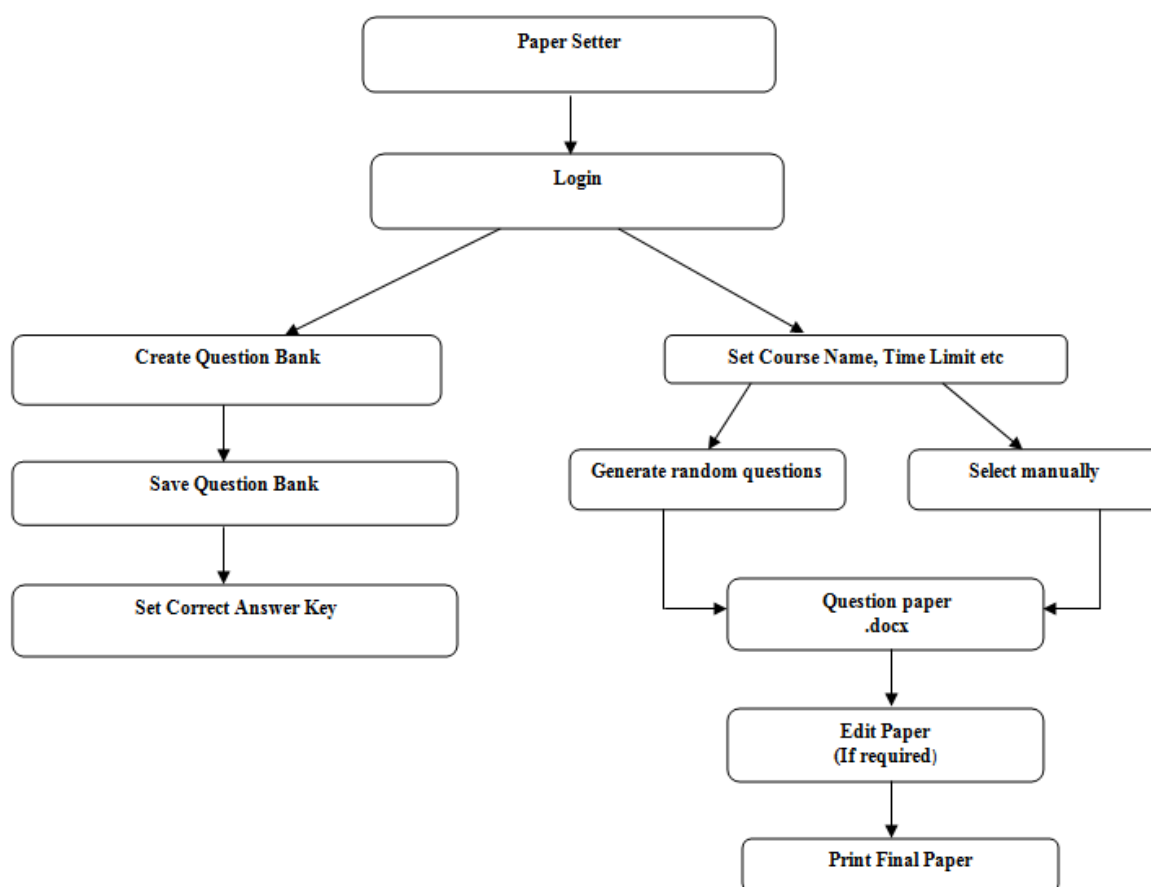 Paper Setter
Login
Create Question Bank
Set Course Name, Time Limit etc
Generate random questions
Select manually
Save Question Bank
Set Correct Answer Key
Question paper
.docx
Edit Paper
(If required)
Print Final Paper